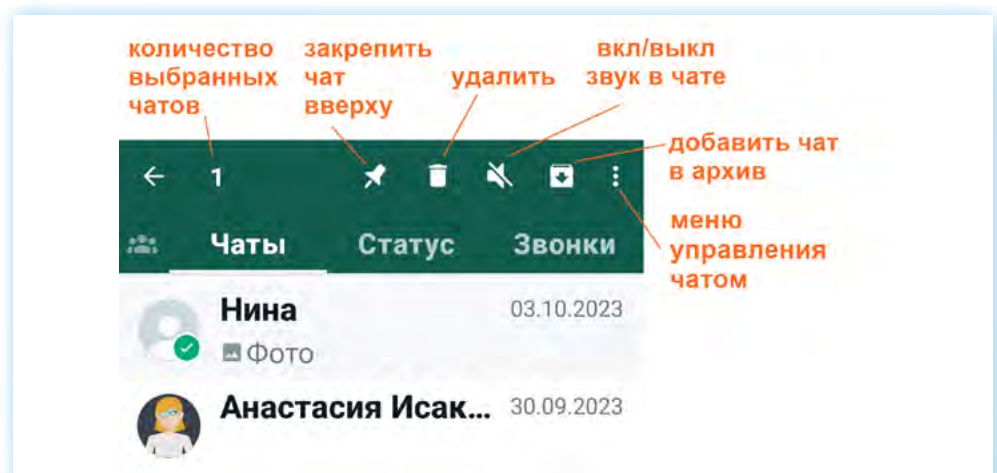 количество
выбранных
чатов
закрепить
чат
вверху
удалить
вкл/выкл
звук в чате
добавить чат
в архив
меню
управления
чатом
1
Чаты Статус Звонки
Нина 03.10.2023
Фото
Анастасия Исак... 30.09.2023